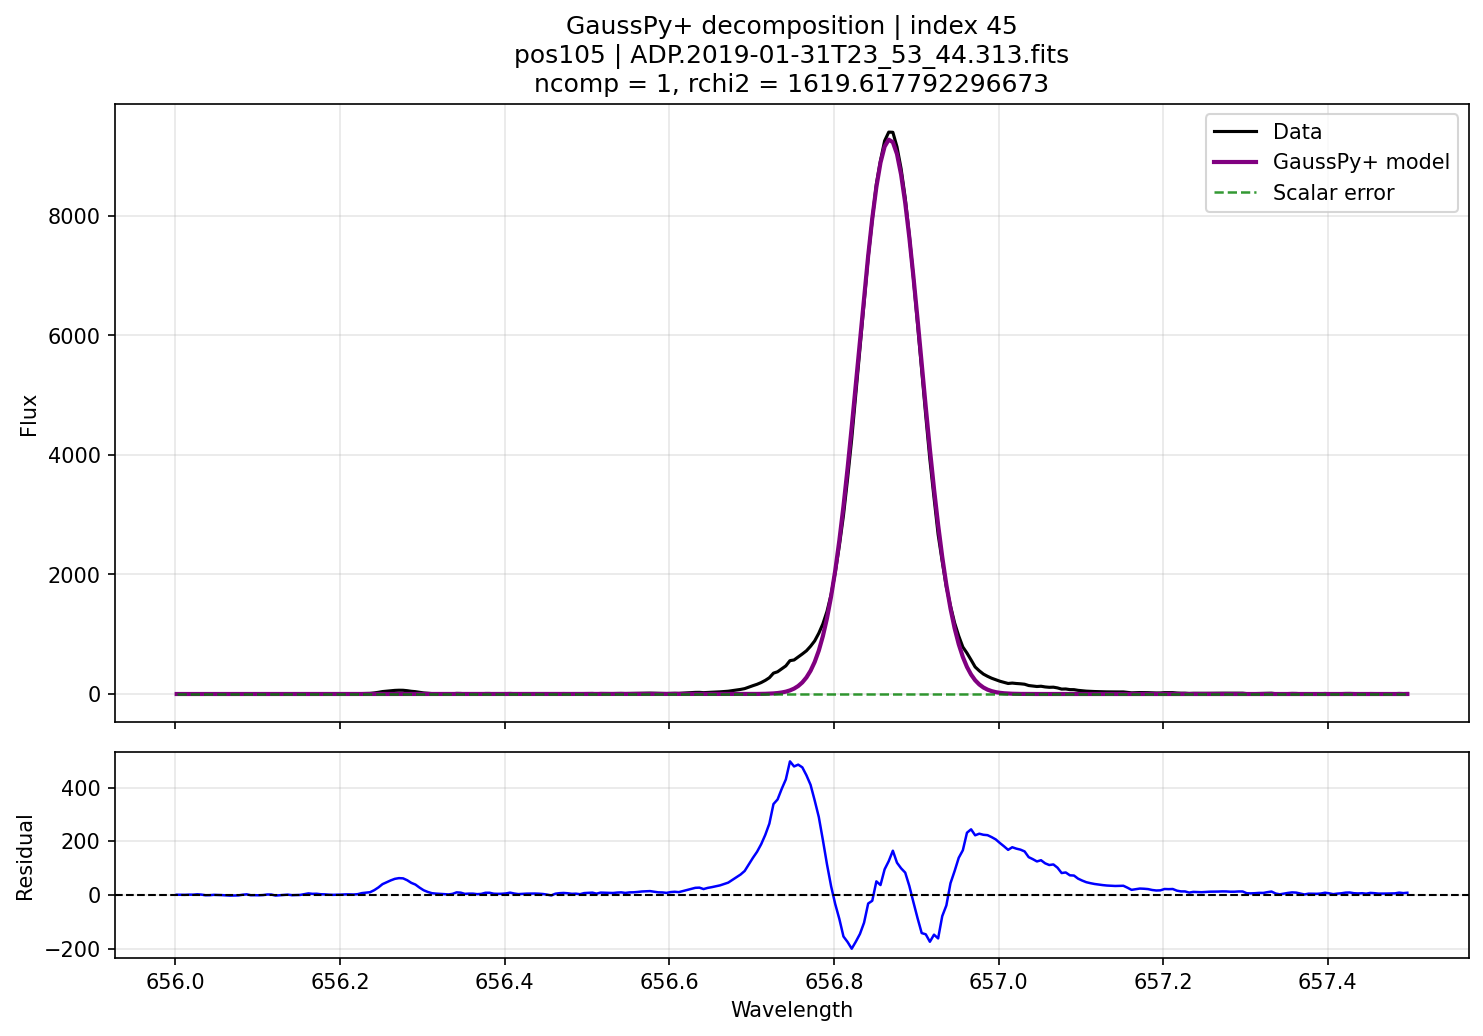 GaussPy+ decomposition | index 45
pos105 | ADP.2019-01-31T23_53_44.313.fits
ncomp = 1, rchi2 = 1619.617792296673
Data
GaussPy+ model
Scalar error
Flux
8000
6000
4000
2000
0
Residual
400
200
0
−200
656.0 656.2 656.4 656.6 656.8 657.0 657.2 657.4
Wavelength